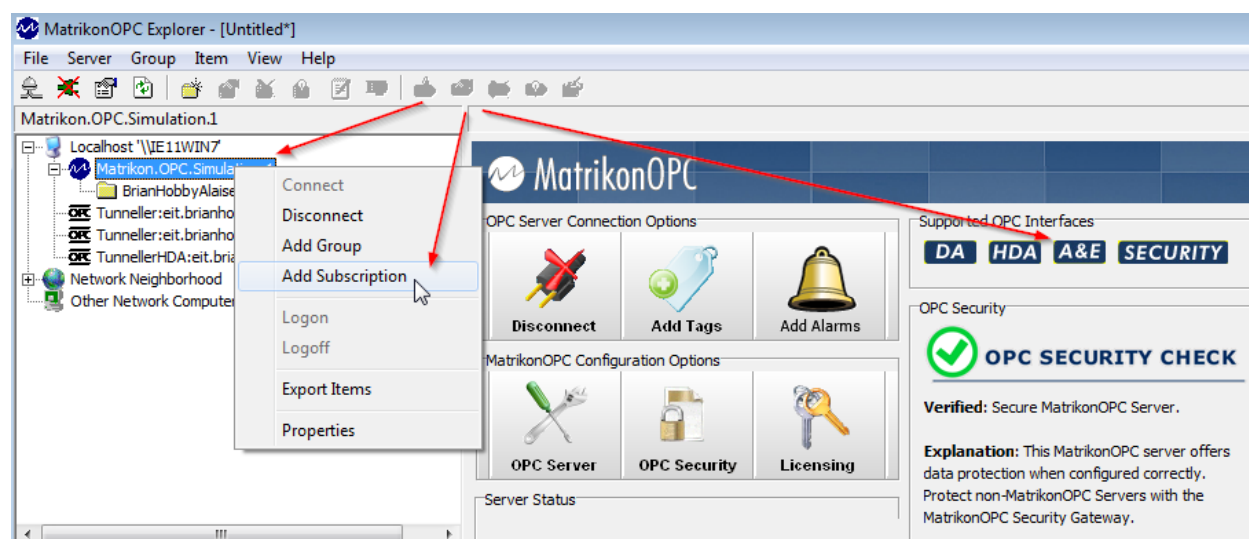 MatrikonOPC Explorer - [Untitled*]
File Server Group Item View Help
Matrikon.OPC.Simulation.1
Localhost '\\IE11WIN7'
Matrikon.OPC.Simulation.1
BrianHobbyAlaise
Tunneller:eit.brianho
Tunneller:eit.brianho
TunnellerHDA:eit.bria
Network Neighborhood
Other Network Computer
Connect
Disconnect
Add Group
Add Subscription
Logon
Logoff
Export Items
Properties
MatrikonOPC
OPC Server Connection Options
Disconnect Add Tags Add Alarms
MatrikonOPC Configuration Options
OPC Server OPC Security Licensing
Server Status
Supported OPC Interfaces
DA HDA A&E SECURITY
OPC Security
OPC SECURITY CHECK
Verified: Secure MatrikonOPC Server.
Explanation: This MatrikonOPC server offers
data protection when configured correctly.
Protect non-MatrikonOPC Servers with the
MatrikonOPC Security Gateway.